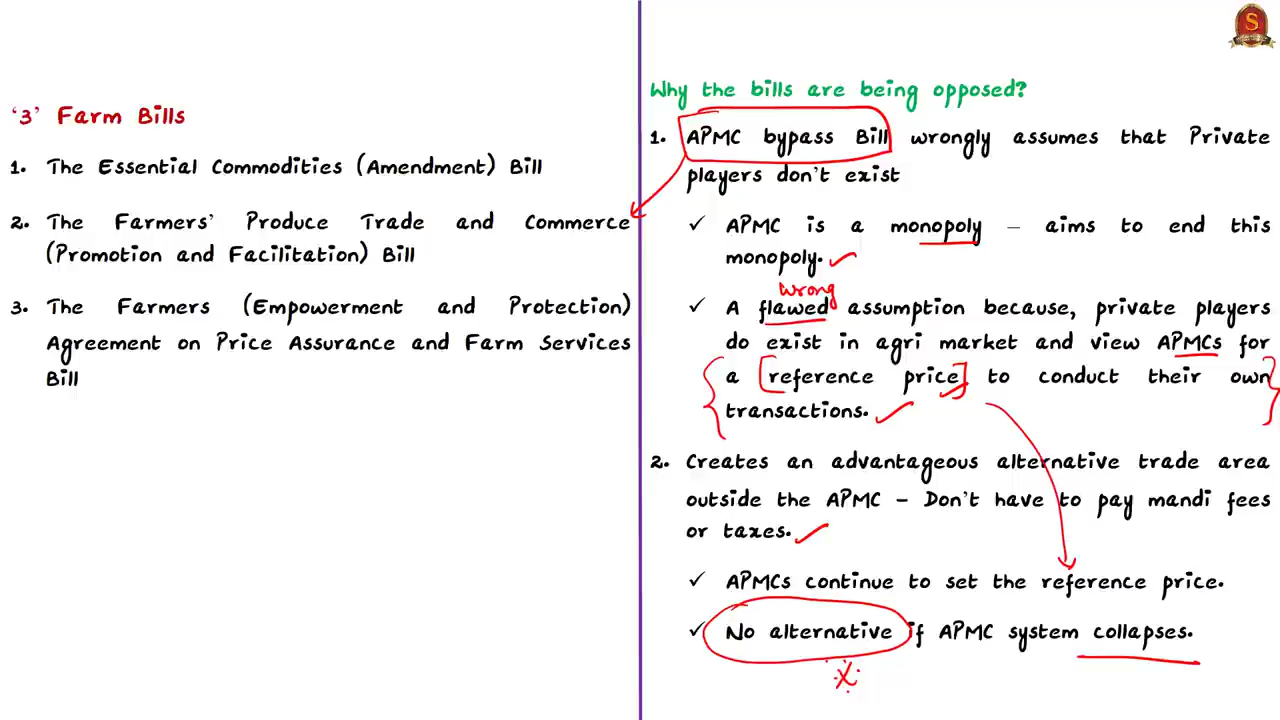 S
'3' Farm Bills
1. The Essential Commodities (Amendment) Bill
2. The Farmers' Produce Trade and Commerce
(Promotion and Facilitation) Bill
3. The Farmers (Empowerment and Protection)
Agreement on Price Assurance and Farm Services
Bill
Why the bills are being opposed?
1. APMC bypass Bill wrongly assumes that Private
players don't exist
✓ APMC is a monopoly – aims to end this
monopoly.
wrong
✓ A flawed assumption because, private players
do exist in agri market and view APMCs for
a [reference price] to conduct their own
transactions.
2. Creates an advantageous alternative trade area
outside the APMC – Don't have to pay mandi fees
or taxes.
✓ APMCs continue to set the reference price.
✓ No alternative if APMC system collapses.
X